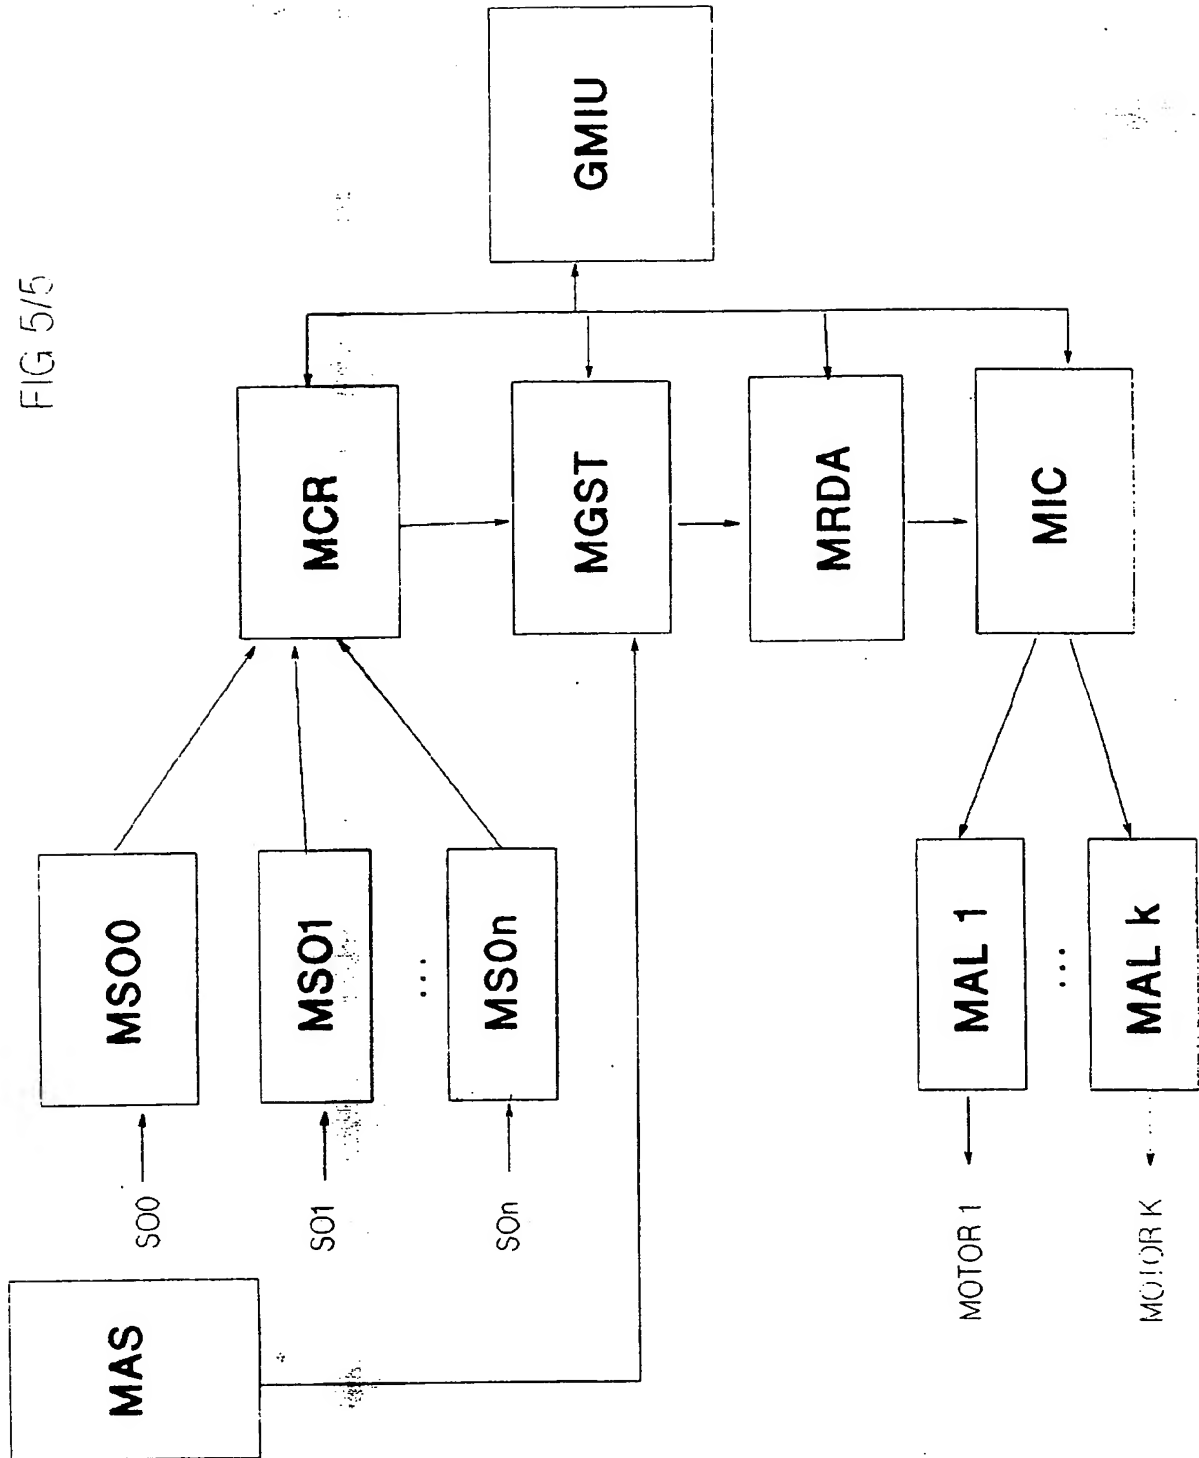 FIG 5/5
GMIU
MCR
MGST
MRDA
MIC
MSO0
MSO1
...
MSOn
MAL 1
...
MAL k
SO0
SO1
SOn
MOTOR 1
MOTOR K
MAS